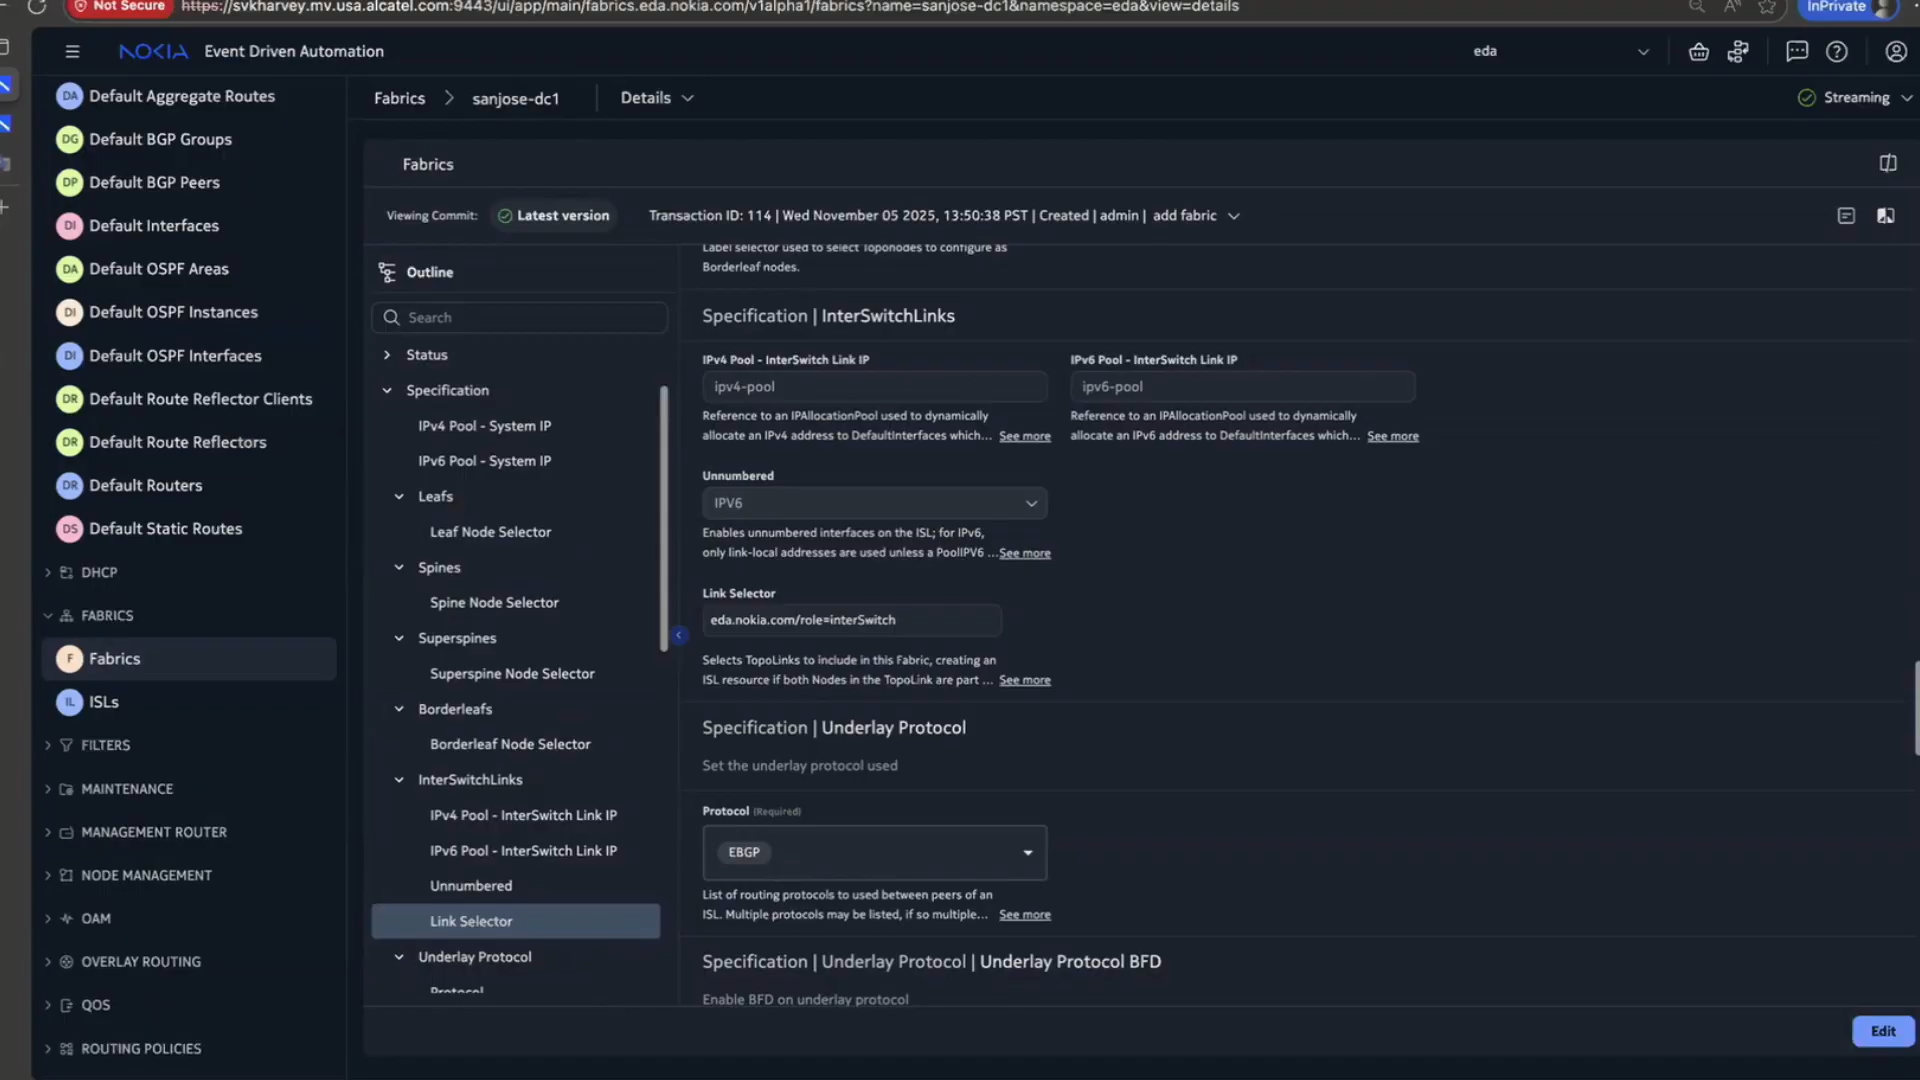 Not Secure https://svkharvey.mv.usa.alcatel.com:9443/ui/app/main/fabrics.eda.nokia.com/v1alpha1/fabrics?name=sanjose-dc1&namespace=eda&view=details InPrivate
NOKIA Event Driven Automation eda
DA Default Aggregate Routes
DG Default BGP Groups
DP Default BGP Peers
DI Default Interfaces
DA Default OSPF Areas
DI Default OSPF Instances
DI Default OSPF Interfaces
DR Default Route Reflector Clients
DR Default Route Reflectors
DR Default Routers
DS Default Static Routes
DHCP
FABRICS
F Fabrics
IL ISLs
FILTERS
MAINTENANCE
MANAGEMENT ROUTER
NODE MANAGEMENT
OAM
OVERLAY ROUTING
QOS
ROUTING POLICIES
Fabrics > sanjose-dc1 Details Streaming
Fabrics
Viewing Commit: Latest version Transaction ID: 114 | Wed November 05 2025, 13:50:38 PST | Created | admin | add fabric
Outline
Search
Status
Specification
IPv4 Pool - System IP
IPv6 Pool - System IP
Leafs
Leaf Node Selector
Spines
Spine Node Selector
Superspines
Superspine Node Selector
Borderleafs
Borderleaf Node Selector
InterSwitchLinks
IPv4 Pool - InterSwitch Link IP
IPv6 Pool - InterSwitch Link IP
Unnumbered
Link Selector
Underlay Protocol
Protocol
Label selector used to select Toponodes to configure as
Borderleaf nodes.
Specification | InterSwitchLinks
IPv4 Pool - InterSwitch Link IP
ipv4-pool
Reference to an IPAllocationPool used to dynamically
allocate an IPv4 address to DefaultInterfaces which... See more
IPv6 Pool - InterSwitch Link IP
ipv6-pool
Reference to an IPAllocationPool used to dynamically
allocate an IPv6 address to DefaultInterfaces which... See more
Unnumbered
IPV6
Enables unnumbered interfaces on the ISL; for IPv6,
only link-local addresses are used unless a PoolIPV6 ...See more
Link Selector
eda.nokia.com/role=interSwitch
Selects TopoLinks to include in this Fabric, creating an
ISL resource if both Nodes in the TopoLink are part ... See more
Specification | Underlay Protocol
Set the underlay protocol used
Protocol (Required)
EBGP
List of routing protocols to used between peers of an
ISL. Multiple protocols may be listed, if so multiple... See more
Specification | Underlay Protocol | Underlay Protocol BFD
Enable BFD on underlay protocol
Edit